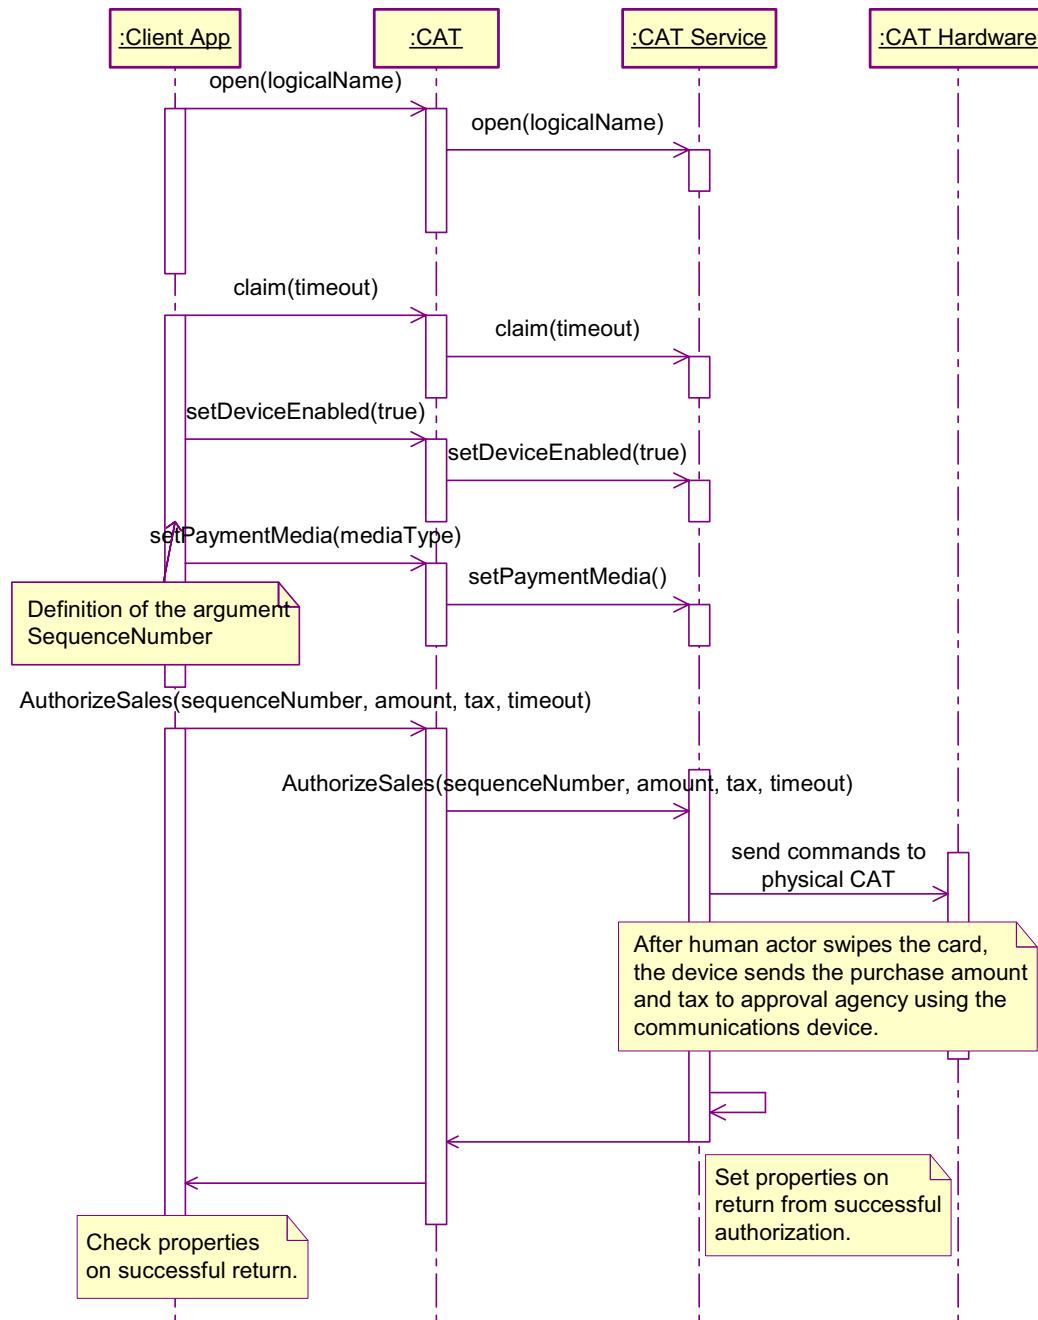 :Client App
:CAT
:CAT Service
:CAT Hardware
open(logicalName)
open(logicalName)
claim(timeout)
claim(timeout)
setDeviceEnabled(true)
setDeviceEnabled(true)
setPaymentMedia(mediaType)
setPaymentMedia()
Definition of the argument
SequenceNumber
AuthorizeSales(sequenceNumber, amount, tax, timeout)
AuthorizeSales(sequenceNumber, amount, tax, timeout)
send commands to
physical CAT
After human actor swipes the card,
the device sends the purchase amount
and tax to approval agency using the
communications device.
Set properties on
return from successful
authorization.
Check properties
on successful return.